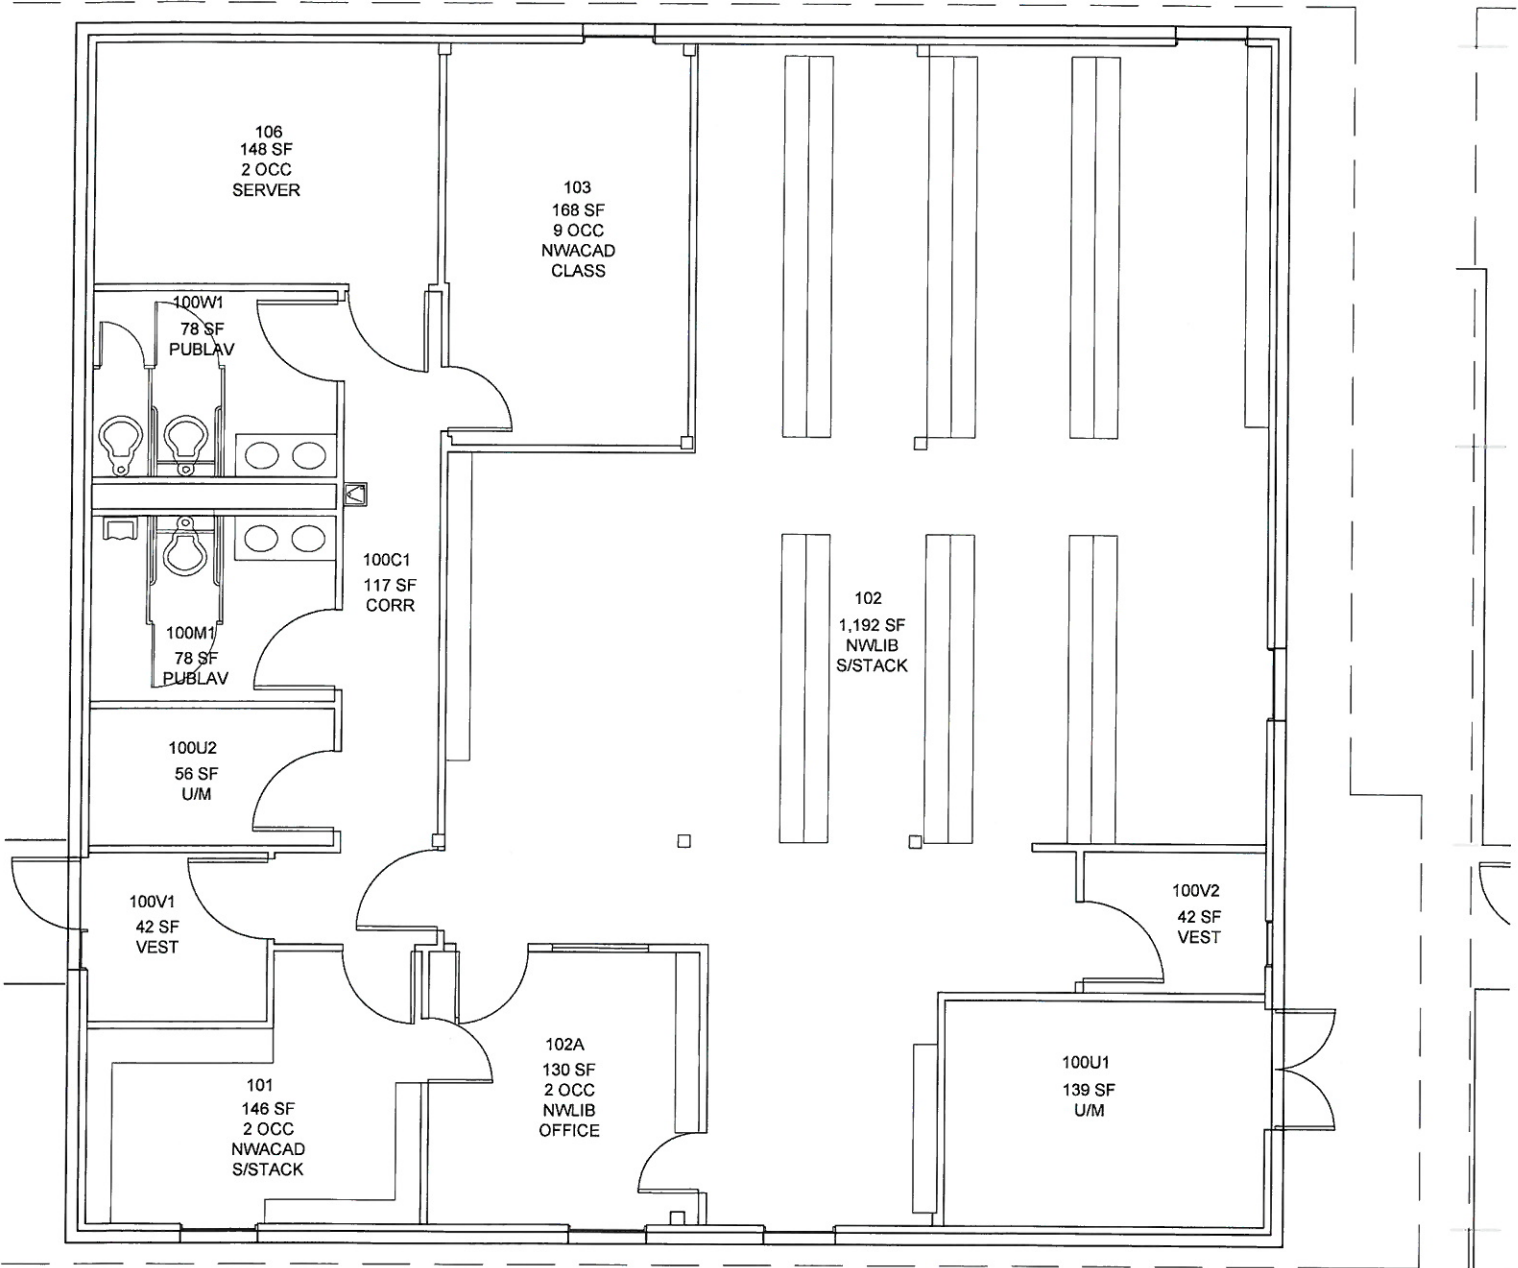 106
148 SF
2 OCC
SERVER
103
168 SF
9 OCC
NWACAD
CLASS
100W1
78 SF
PUBLAV
100C1
117 SF
CORR
102
1,192 SF
NWLIB
S/STACK
100M1
78 SF
PUBLAV
100U2
56 SF
U/M
100V1
42 SF
VEST
100V2
42 SF
VEST
101
146 SF
2 OCC
NWACAD
S/STACK
102A
130 SF
2 OCC
NWLIB
OFFICE
100U1
139 SF
U/M